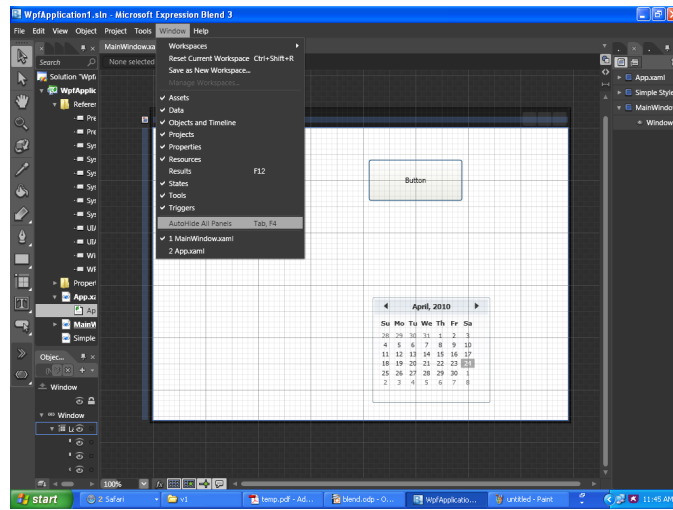 WpfApplication1.sln - Microsoft Expression Blend 3
File Edit View Object Project Tools Window Help
MainWindow.xa
Search
None selected
Solution "Wpf
WpfApplic
Referer
Pre
Pre
Sys
Sys
Sys
Sys
Sys
Sys
Sys
UIA
UIA
Wi
WF
Propert
App.xa
Ap
MainW
Simple
Objec...
Window
Window
Workspaces
Reset Current Workspace Ctrl+Shift+R
Save as New Workspace...
Manage Workspaces...
Assets
Data
Objects and Timeline
Projects
Properties
Resources
Results F12
States
Tools
Triggers
AutoHide All Panels Tab, F4
1 MainWindow.xaml
2 App.xaml
Button
April, 2010
Su Mo Tu We Th Fr Sa
28 29 30 31 1 2 3
4 5 6 7 8 9 10
11 12 13 14 15 16 17
18 19 20 21 22 23 24
25 26 27 28 29 30 1
2 3 4 5 6 7 8
App.xaml
Simple Style
MainWindo
Window
100%
fx
start
2 Safari
v1
temp.pdf - Ad...
blend.odp - O...
WpfApplicatio...
untitled - Paint
11:45 AM